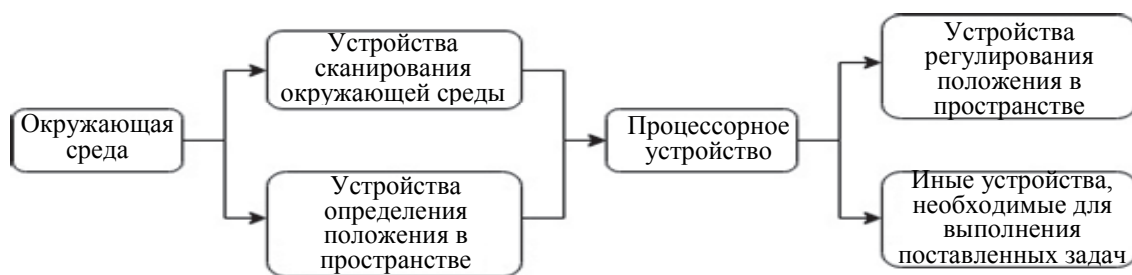 Окружающая
среда
Устройства
сканирования
окружающей среды
Устройства
определения
положения в
пространстве
Процессорное
устройство
Устройства
регулирования
положения в
пространстве
Иные устройства,
необходимые для
выполнения
поставленных задач